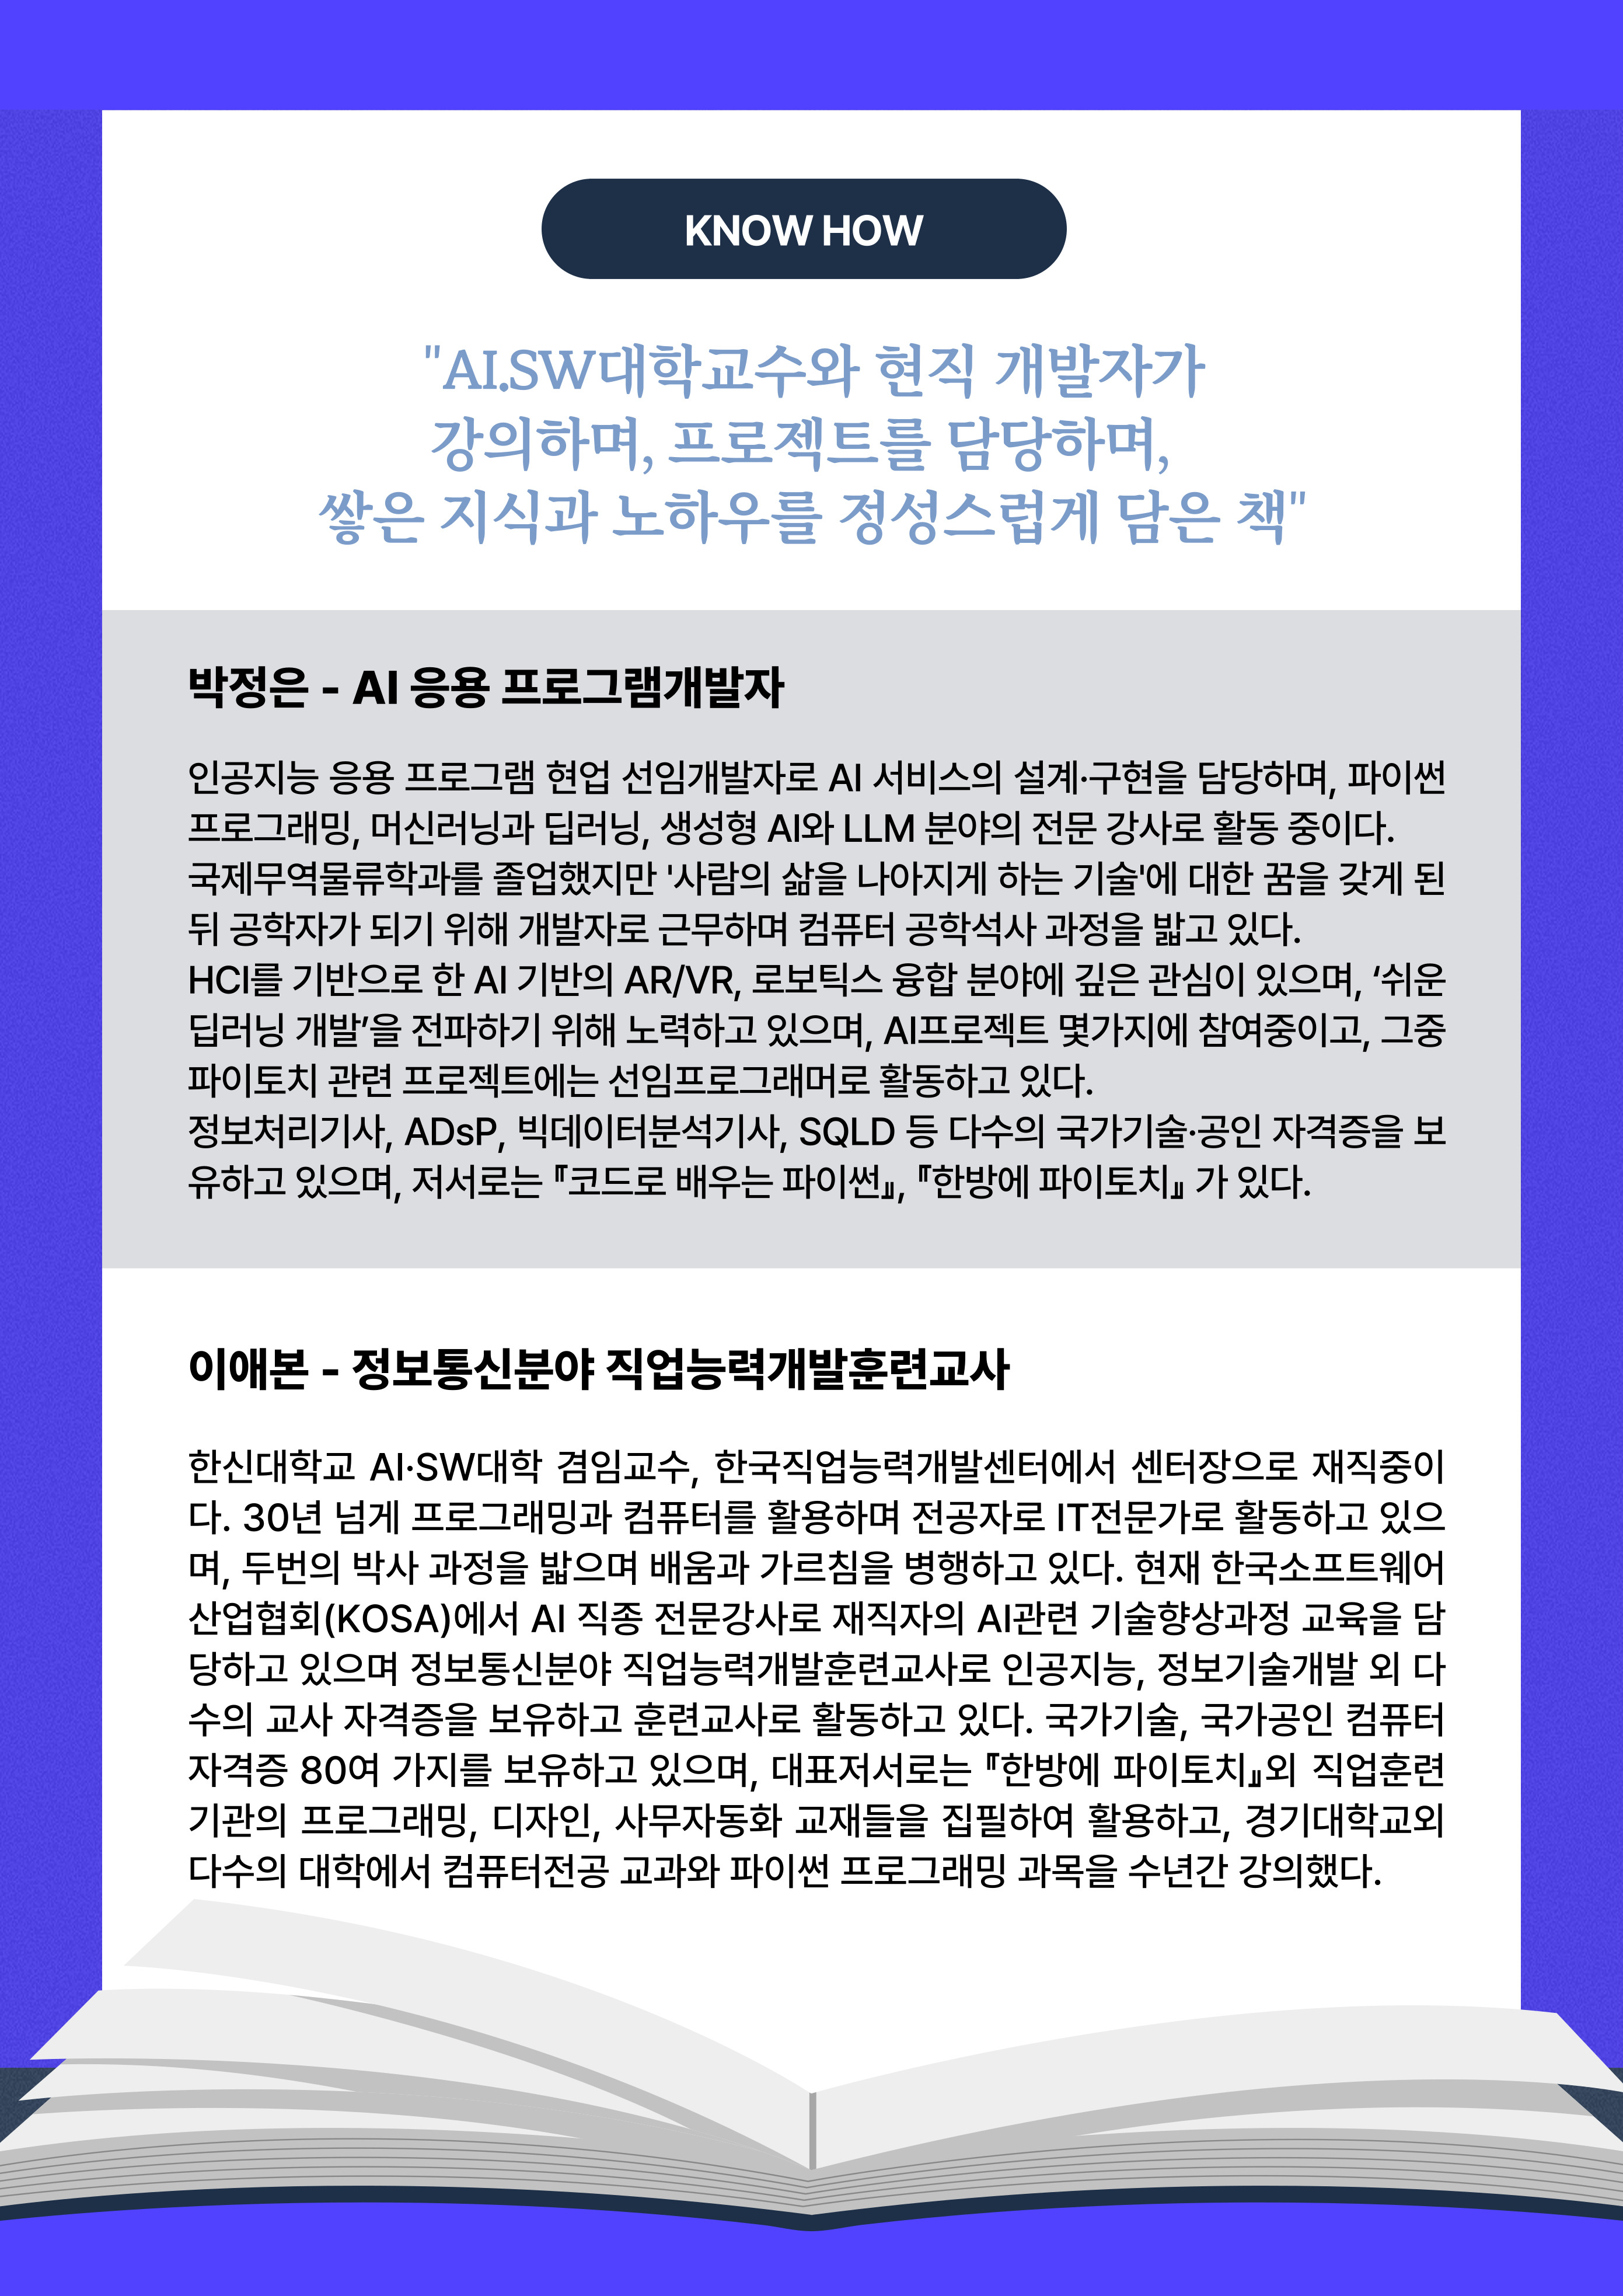 KNOW HOW
"AI.SW대학교수와 현직 개발자가
강의하며, 프로젝트를 담당하며,
쌓은 지식과 노하우를 정성스럽게 담은 책"
박정은 - AI 응용 프로그램개발자
인공지능 응용 프로그램 현업 선임개발자로 AI 서비스의 설계·구현을 담당하며, 파이썬
프로그래밍, 머신러닝과 딥러닝, 생성형 AI와 LLM 분야의 전문 강사로 활동 중이다.
국제무역물류학과를 졸업했지만 '사람의 삶을 나아지게 하는 기술'에 대한 꿈을 갖게 된
뒤 공학자가 되기 위해 개발자로 근무하며 컴퓨터 공학석사 과정을 밟고 있다.
HCI를 기반으로 한 AI 기반의 AR/VR, 로보틱스 융합 분야에 깊은 관심이 있으며, ‘쉬운
딥러닝 개발’을 전파하기 위해 노력하고 있으며, AI프로젝트 몇가지에 참여중이고, 그중
파이토치 관련 프로젝트에는 선임프로그래머로 활동하고 있다.
정보처리기사, ADsP, 빅데이터분석기사, SQLD 등 다수의 국가기술·공인 자격증을 보
유하고 있으며, 저서로는 『코드로 배우는 파이썬』, 『한방에 파이토치』 가 있다.
이애본 - 정보통신분야 직업능력개발훈련교사
한신대학교 AI·SW대학 겸임교수, 한국직업능력개발센터에서 센터장으로 재직중이
다. 30년 넘게 프로그래밍과 컴퓨터를 활용하며 전공자로 IT전문가로 활동하고 있으
며, 두번의 박사 과정을 밟으며 배움과 가르침을 병행하고 있다. 현재 한국소프트웨어
산업협회(KOSA)에서 AI 직종 전문강사로 재직자의 AI관련 기술향상과정 교육을 담
당하고 있으며 정보통신분야 직업능력개발훈련교사로 인공지능, 정보기술개발 외 다
수의 교사 자격증을 보유하고 훈련교사로 활동하고 있다. 국가기술, 국가공인 컴퓨터
자격증 80여 가지를 보유하고 있으며, 대표저서로는 『한방에 파이토치』외 직업훈련
기관의 프로그래밍, 디자인, 사무자동화 교재들을 집필하여 활용하고, 경기대학교외
다수의 대학에서 컴퓨터전공 교과와 파이썬 프로그래밍 과목을 수년간 강의했다.